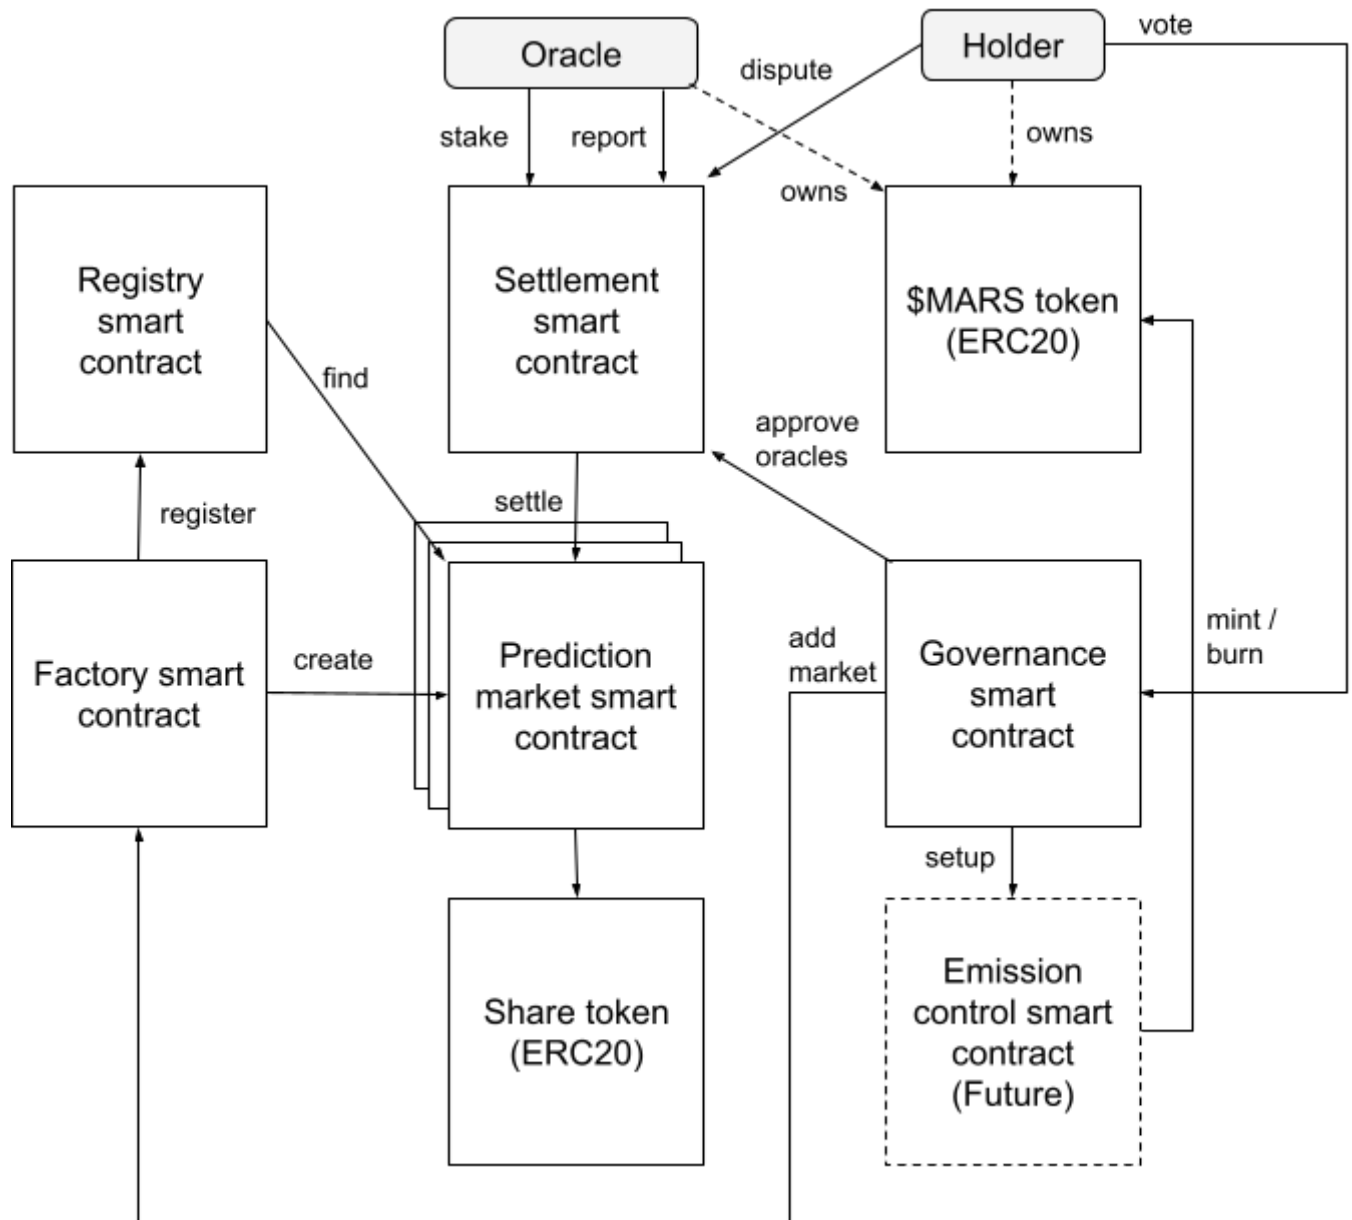 vote
Oracle
Holder
dispute
stake
report
owns
owns
Registry
smart
contract
Settlement
smart
contract
$MARS token
(ERC20)
find
approve
oracles
settle
register
Factory smart
contract
create
Prediction
market smart
contract
add
market
Governance
smart
contract
mint /
burn
setup
Share token
(ERC20)
Emission
control smart
contract
(Future)